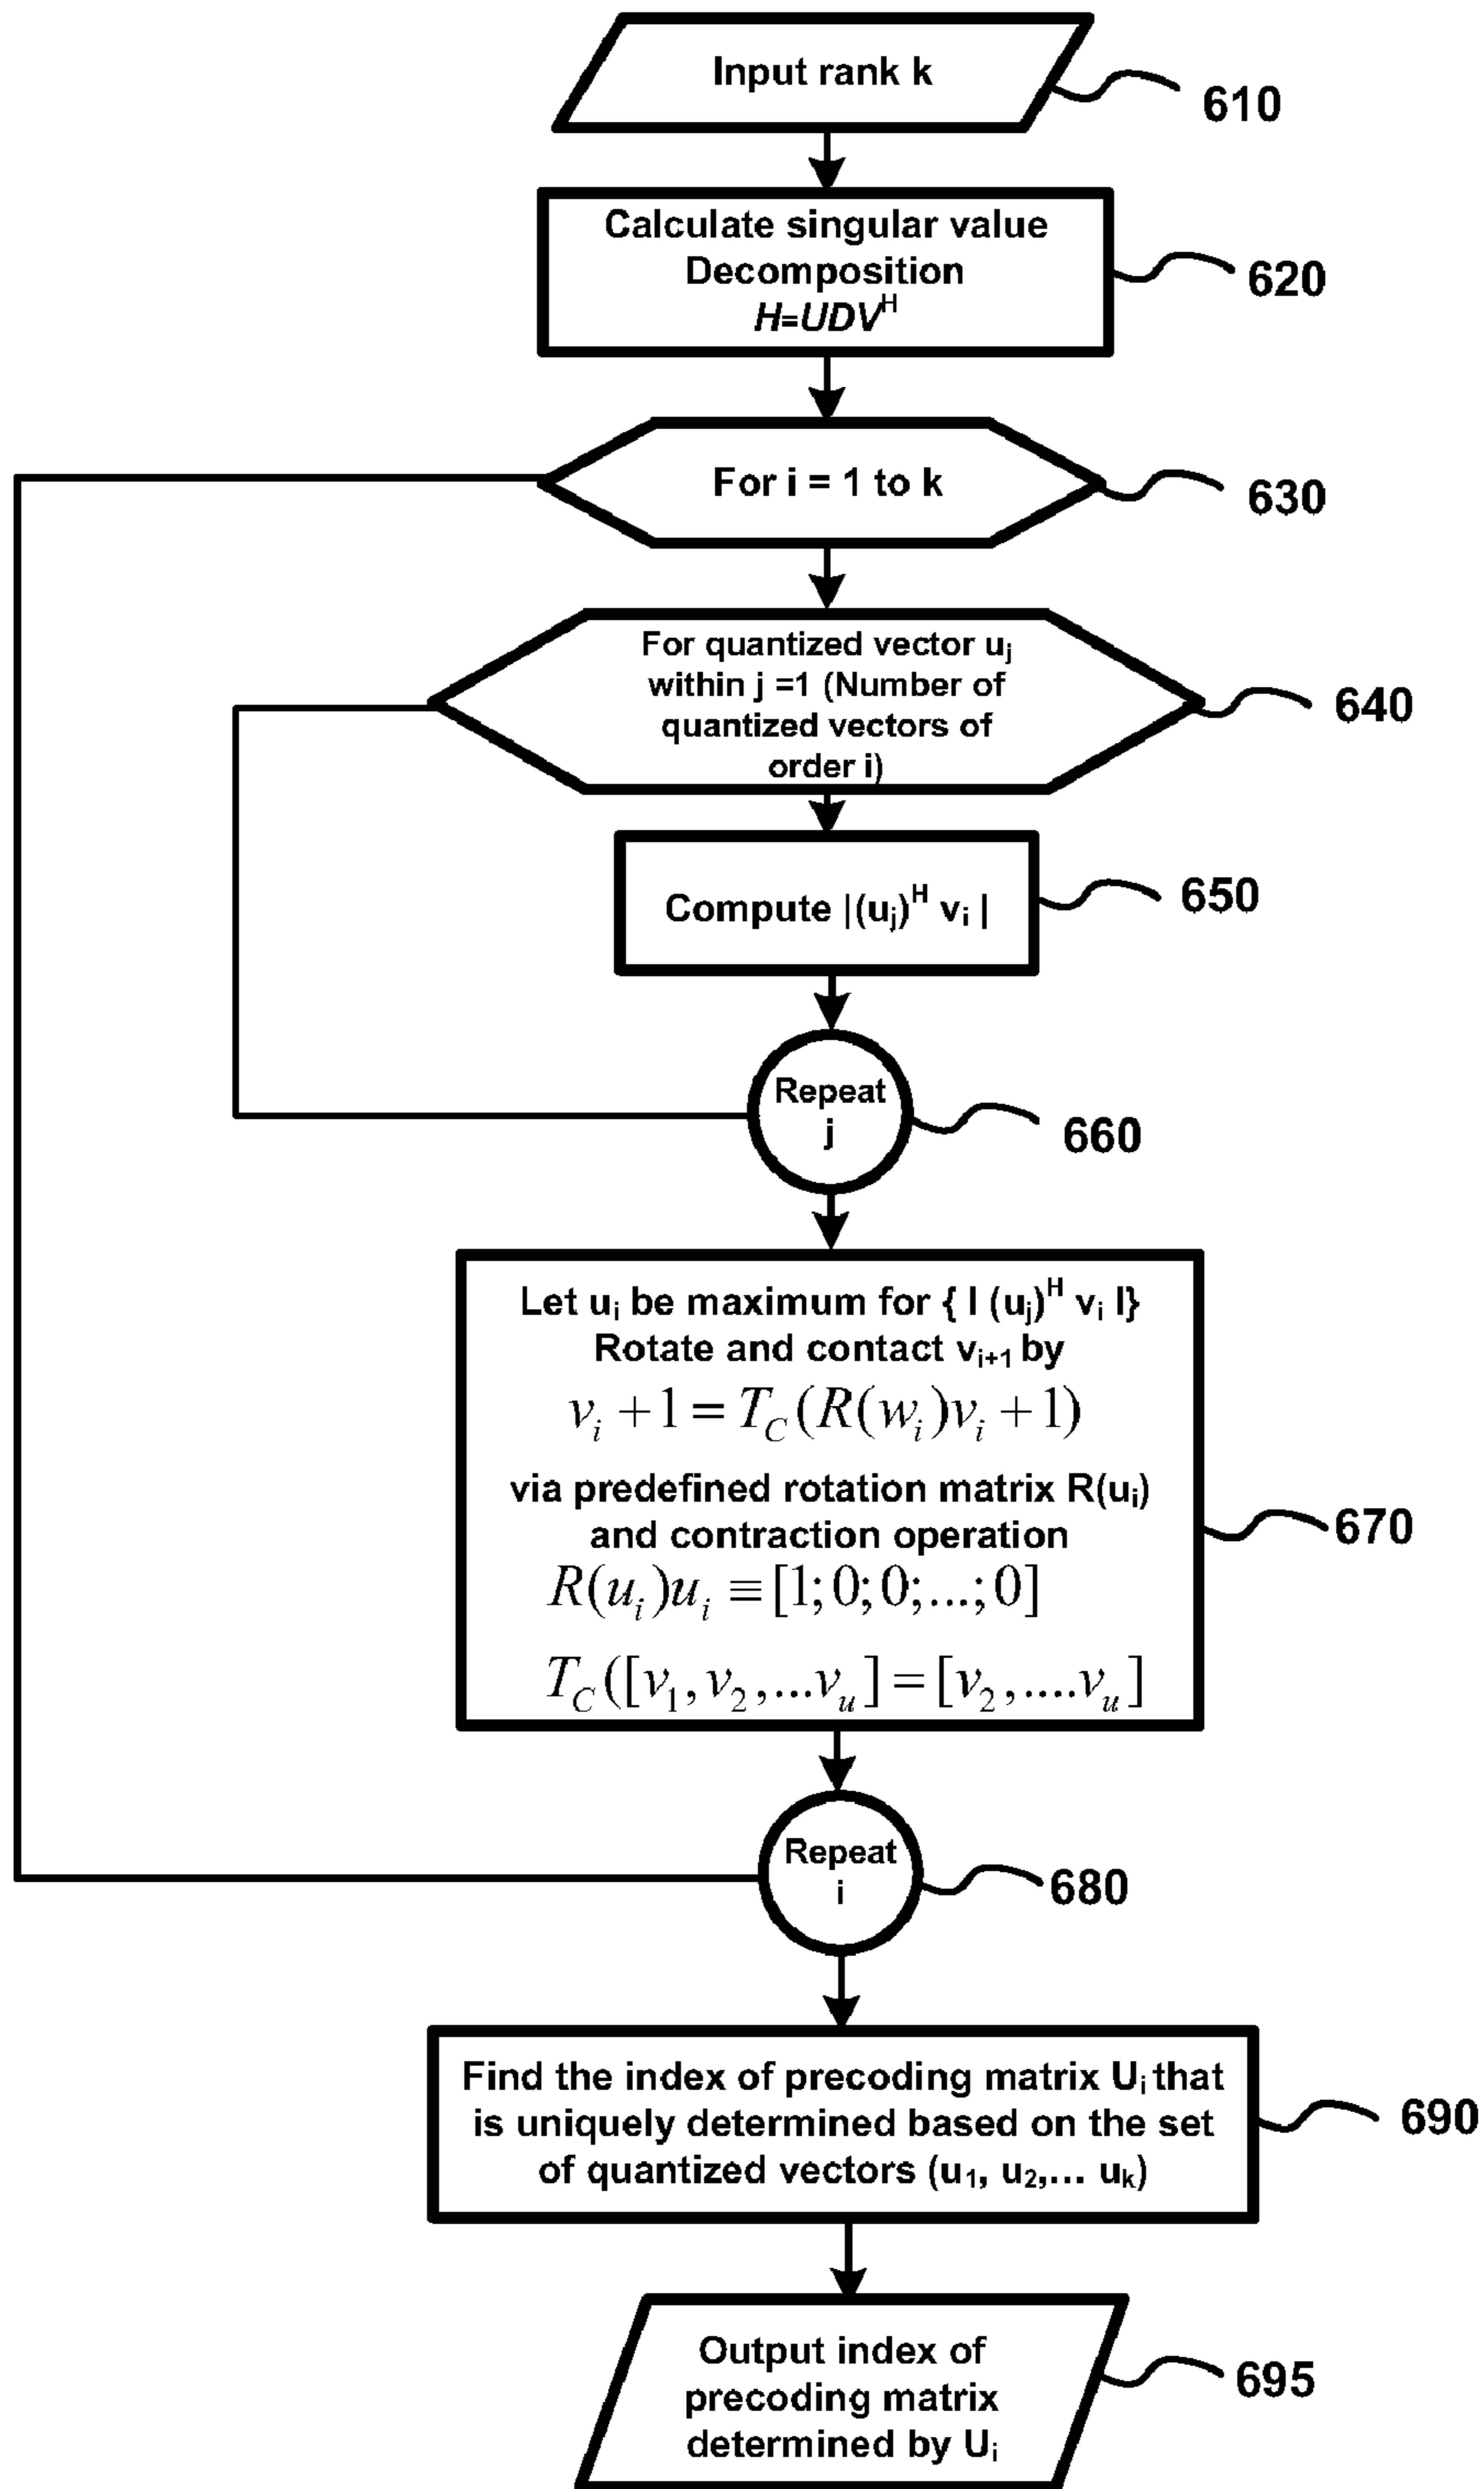 Input rank k
610
Calculate singular value
Decomposition
H=UDV^H
620
For i = 1 to k
630
For quantized vector u_j
within j =1 (Number of
quantized vectors of
order i)
640
Compute |(u_j)^H v_i |
650
Repeat
j
660
Let u_i be maximum for { I (u_j)^H v_i I}
Rotate and contact v_{i+1} by
v_i + 1 = T_C(R(w_i)v_i + 1)
via predefined rotation matrix R(u_i)
and contraction operation
R(u_i)u_i ≡ [1;0;0;...;0]
T_C([v_1, v_2,...v_u] = [v_2,....v_u]
670
Repeat
i
680
Find the index of precoding matrix U_i that
is uniquely determined based on the set
of quantized vectors (u_1, u_2,... u_k)
690
Output index of
precoding matrix
determined by U_i
695